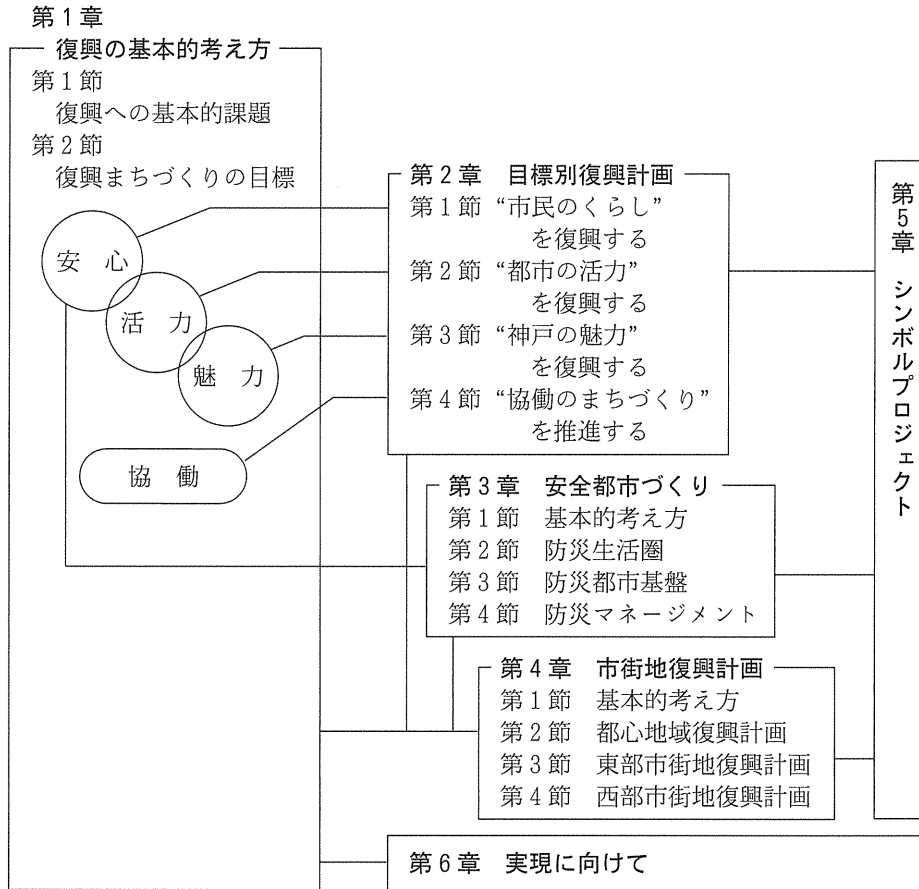 第1章
復興の基本的考え方
第1節
復興への基本的課題
第2節
復興まちづくりの目標
安 心
活 力
魅 力
協 働
第2章 目標別復興計画
第1節 “市民のくらし”
を復興する
第2節 “都市の活力”
を復興する
第3節 “神戸の魅力”
を復興する
第4節 “協働のまちづくり”
を推進する
第3章 安全都市づくり
第1節 基本的考え方
第2節 防災生活圏
第3節 防災都市基盤
第4節 防災マネージメント
第4章 市街地復興計画
第1節 基本的考え方
第2節 都心地域復興計画
第3節 東部市街地復興計画
第4節 西部市街地復興計画
第5章 シンボルプロジェクト
第6章 実現に向けて